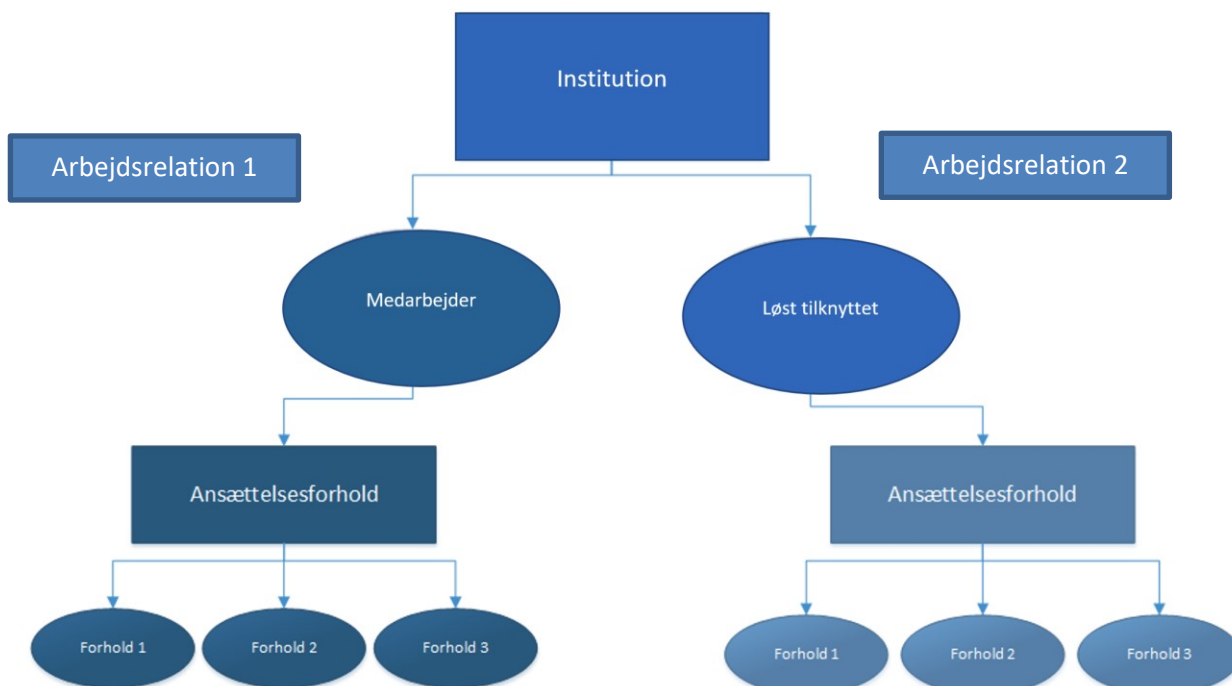 Institution
Arbejdsrelation 1
Arbejdsrelation 2
Medarbejder
Løst tilknyttet
Ansættelsesforhold
Ansættelsesforhold
Forhold 1
Forhold 2
Forhold 3
Forhold 1
Forhold 2
Forhold 3